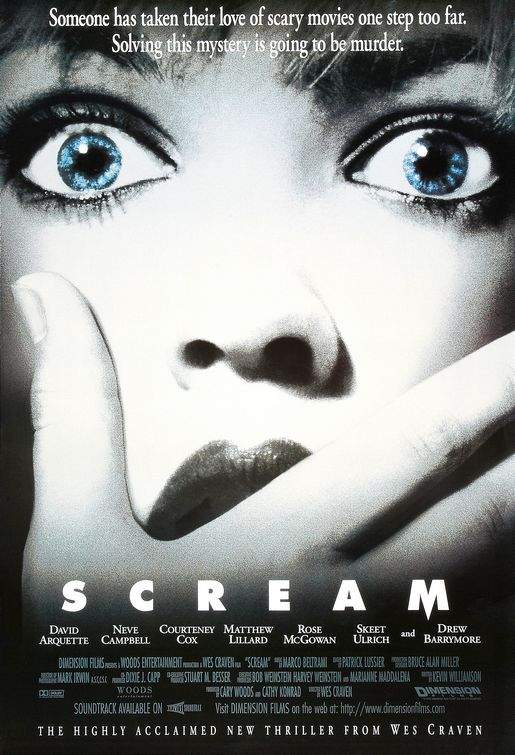 Someone has taken their love of scary movies one step too far.
Solving this mystery is going to be murder.
SCREAM
DAVID ARQUETTE NEVE CAMPBELL COURTENEY COX MATTHEW LILLARD ROSE McGOWAN SKEET ULRICH and DREW BARRYMORE
DIMENSION FILMS PRESENTS A WOODS ENTERTAINMENT PRODUCTION A WES CRAVEN FILM "SCREAM" MUSIC BY MARCO BELTRAMI EDITED BY PATRICK LUSSIER PRODUCTION DESIGNER BRUCE ALAN MILLER
DIRECTOR OF PHOTOGRAPHY MARK IRWIN A.S.C./C.S.C. CO-PRODUCER DIXIE J. CAPP STUART M. BESSER EXECUTIVE PRODUCERS BOB WEINSTEIN HARVEY WEINSTEIN AND MARIANNE MADDALENA WRITTEN BY KEVIN WILLIAMSON
DOLBY WOODS entertainment PRODUCED BY CARY WOODS AND CATHY KONRAD DIRECTED BY WES CRAVEN DIMENSION FILMS
SOUNDTRACK AVAILABLE ON Visit DIMENSION FILMS on the web at: http://www.dimensionfilms.com
THE HIGHLY ACCLAIMED NEW THRILLER FROM WES CRAVEN